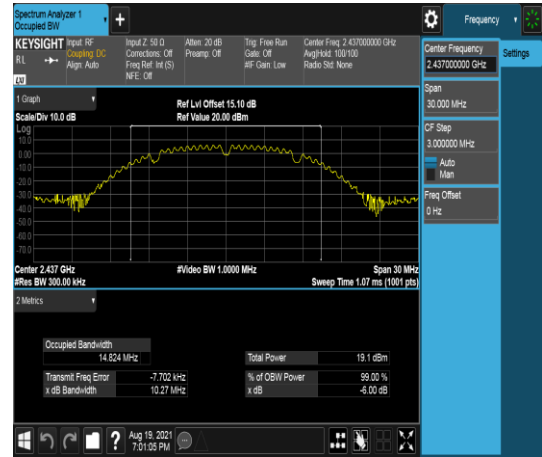 Spectrum Analyzer 1
Occupied BW
+
Frequency
KEYSIGHT
Input: RF
Coupling: DC
Align: Auto
R L
LXI
Input Z: 50 Ω
Corrections: Off
Freq Ref: Int (S)
NFE: Off
Atten: 20 dB
Preamp: Off
Trig: Free Run
Gate: Off
#IF Gain: Low
Center Freq: 2.437000000 GHz
Avg|Hold: 100/100
Radio Std: None
Center Frequency
2.437000000 GHz
Settings
Span
30.000 MHz
CF Step
3.000000 MHz
Auto
Man
Freq Offset
0 Hz
1 Graph
Scale/Div 10.0 dB
Ref Lvl Offset 15.10 dB
Ref Value 20.00 dBm
Log
10.0
0.00
-10.0
-20.0
-30.0
-40.0
-50.0
-60.0
-70.0
Center 2.437 GHz
#Video BW 1.0000 MHz
Span 30 MHz
#Res BW 300.00 kHz
Sweep Time 1.07 ms (1001 pts)
2 Metrics
Occupied Bandwidth
14.824 MHz
Total Power
19.1 dBm
Transmit Freq Error
-7.702 kHz
% of OBW Power
99.00 %
x dB Bandwidth
10.27 MHz
x dB
-6.00 dB
?
Aug 19, 2021
7:01:05 PM